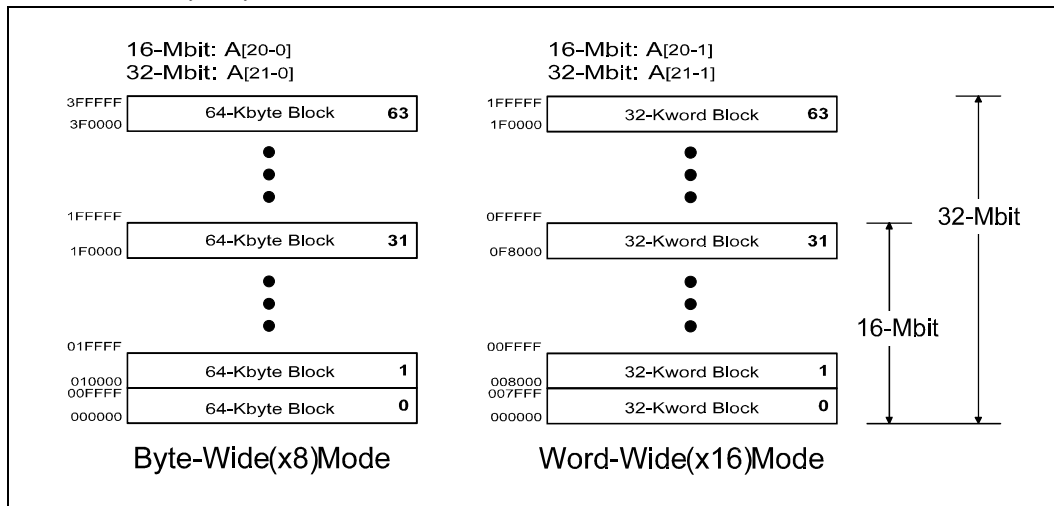 16-Mbit: A[20-0]
32-Mbit: A[21-0]
3FFFFF
3F0000
64-Kbyte Block 63
1FFFFF
1F0000
64-Kbyte Block 31
01FFFF
010000
64-Kbyte Block 1
00FFFF
000000
64-Kbyte Block 0
Byte-Wide(x8)Mode
16-Mbit: A[20-1]
32-Mbit: A[21-1]
1FFFFF
1F0000
32-Kword Block 63
0FFFFF
0F8000
32-Kword Block 31
00FFFF
008000
32-Kword Block 1
007FFF
000000
32-Kword Block 0
Word-Wide(x16)Mode
16-Mbit
32-Mbit